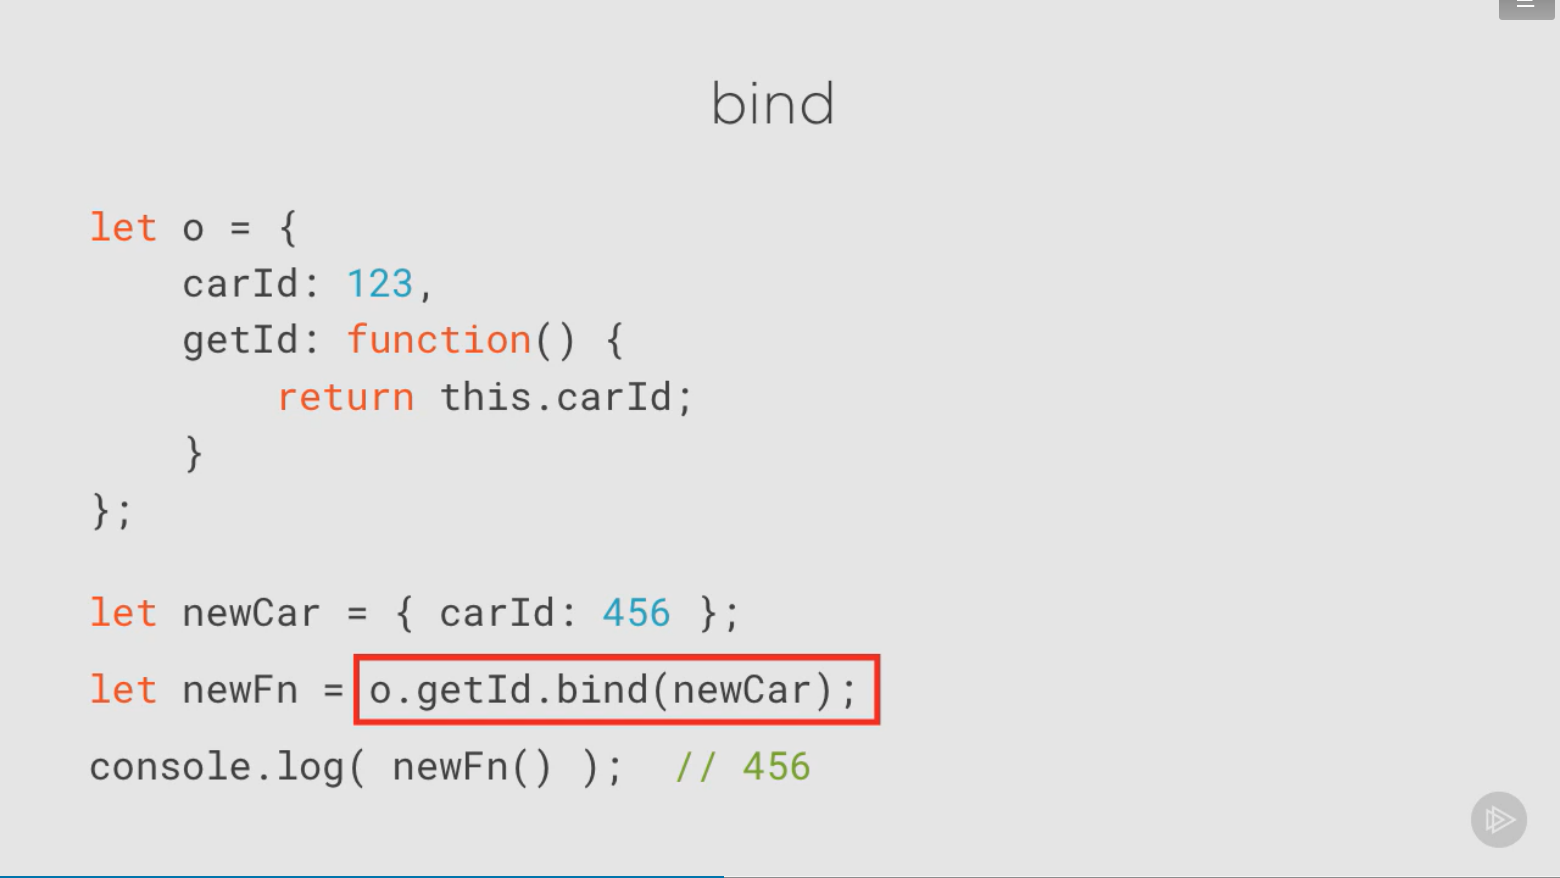 bind
let o = {
    carId: 123,
    getId: function() {
        return this.carId;
    }
};
let newCar = { carId: 456 };
let newFn = o.getId.bind(newCar);
console.log( newFn() );  // 456